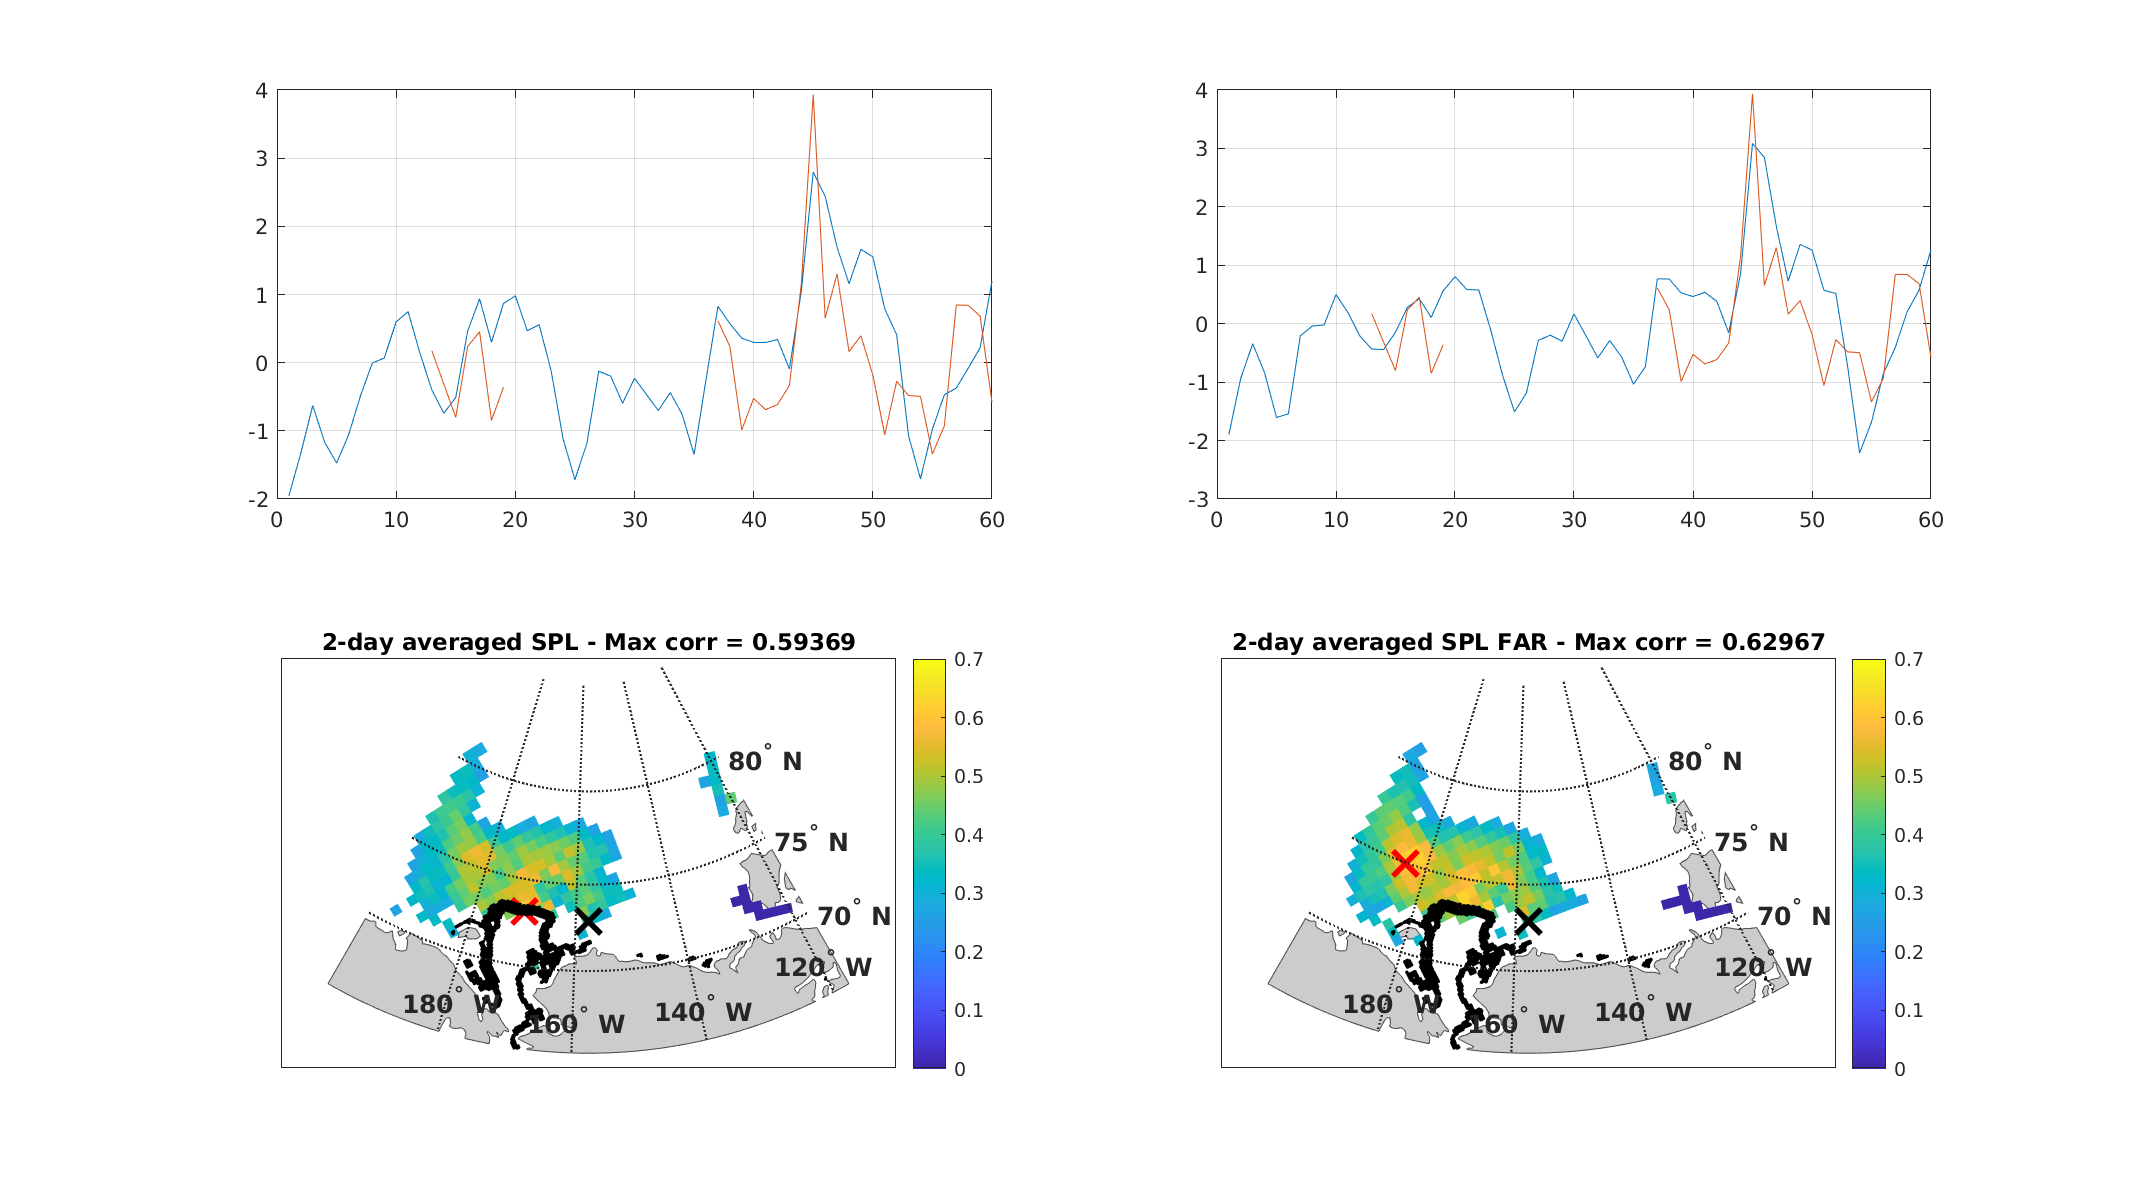 4
3
2
1
0
-1
-2
0 10 20 30 40 50 60
4
3
2
1
0
-1
-2
-3
0 10 20 30 40 50 60
2-day averaged SPL - Max corr = 0.59369
80° N
75° N
70° N
120° W
180° W
160° W
140° W
0.7
0.6
0.5
0.4
0.3
0.2
0.1
0
2-day averaged SPL FAR - Max corr = 0.62967
80° N
75° N
70° N
120° W
180° W
160° W
140° W
0.7
0.6
0.5
0.4
0.3
0.2
0.1
0